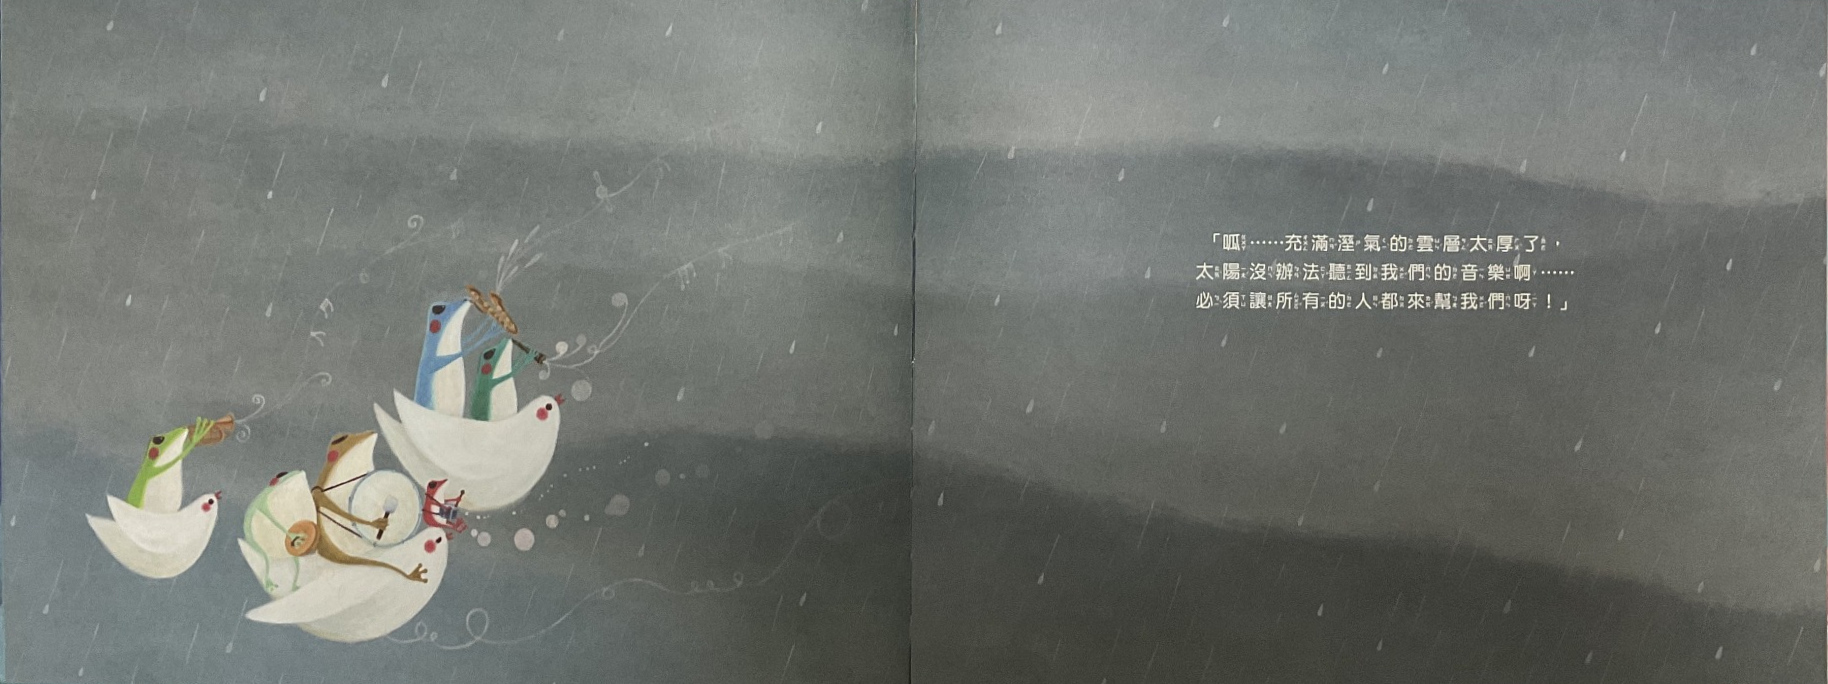 「呱……充滿溼氣的雲層太厚了，
太陽沒辦法聽到我們的音樂啊……
必須讓所有的人都來幫我們呀！」